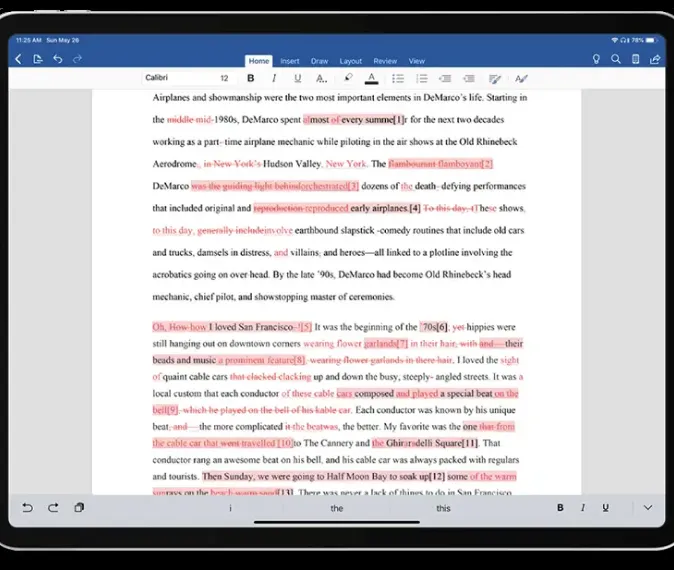 11:25 AM Sun May 26
78%
Home Insert Draw Layout Review View
Calibri 12 B I U A A
Airplanes and showmanship were the two most important elements in DeMarco's life. Starting in
the middle mid-1980s, DeMarco spent almost of every summe[1]r for the next two decades
working as a part- time airplane mechanic while piloting in the air shows at the Old Rhinebeck
Aerodrome., in New York's Hudson Valley, New York. The flambourant flamboyant[2]
DeMarco was the guiding light behindorchestrated[3] dozens of the death- defying performances
that included original and reproduction reproduced early airplanes.[4] To this day, tThese shows,
to this day, generally includeinvolve earthbound slapstick -comedy routines that include old cars
and trucks, damsels in distress, and villains, and heroes—all linked to a plotline involving the
acrobatics going on over-head. By the late '90s, DeMarco had become Old Rhinebeck's head
mechanic, chief pilot, and showstopping master of ceremonies.
Oh, How how I loved San Francisco-![5] It was the beginning of the '70s[6], yet hippies were
still hanging out on downtown corners wearing flower garlands[7] in their hair, with and— their
beads and music a prominent feature[8], wearing flower garlands in there hair. I loved the sight
of quaint cable cars that clacked clacking up and down the busy, steeply- angled streets. It was a
local custom that each conductor of these cable cars composed and played a special beat on the
bell[9], which he played on the bell of his kable car. Each conductor was known by his unique
beat, and—the more complicated it the beatwas, the better. My favorite was the one that from
the cable car that went travelled [10]to The Cannery and the Ghirardelli Square[11]. That
conductor rang an awesome beat on his bell, and his cable car was always packed with regulars
and tourists. Then Sunday, we were going to Half Moon Bay to soak up[12] some of the warm
sunrays on the beach warm sand[13]. There was never a lack of things to do in San Francisco
i the this B I U